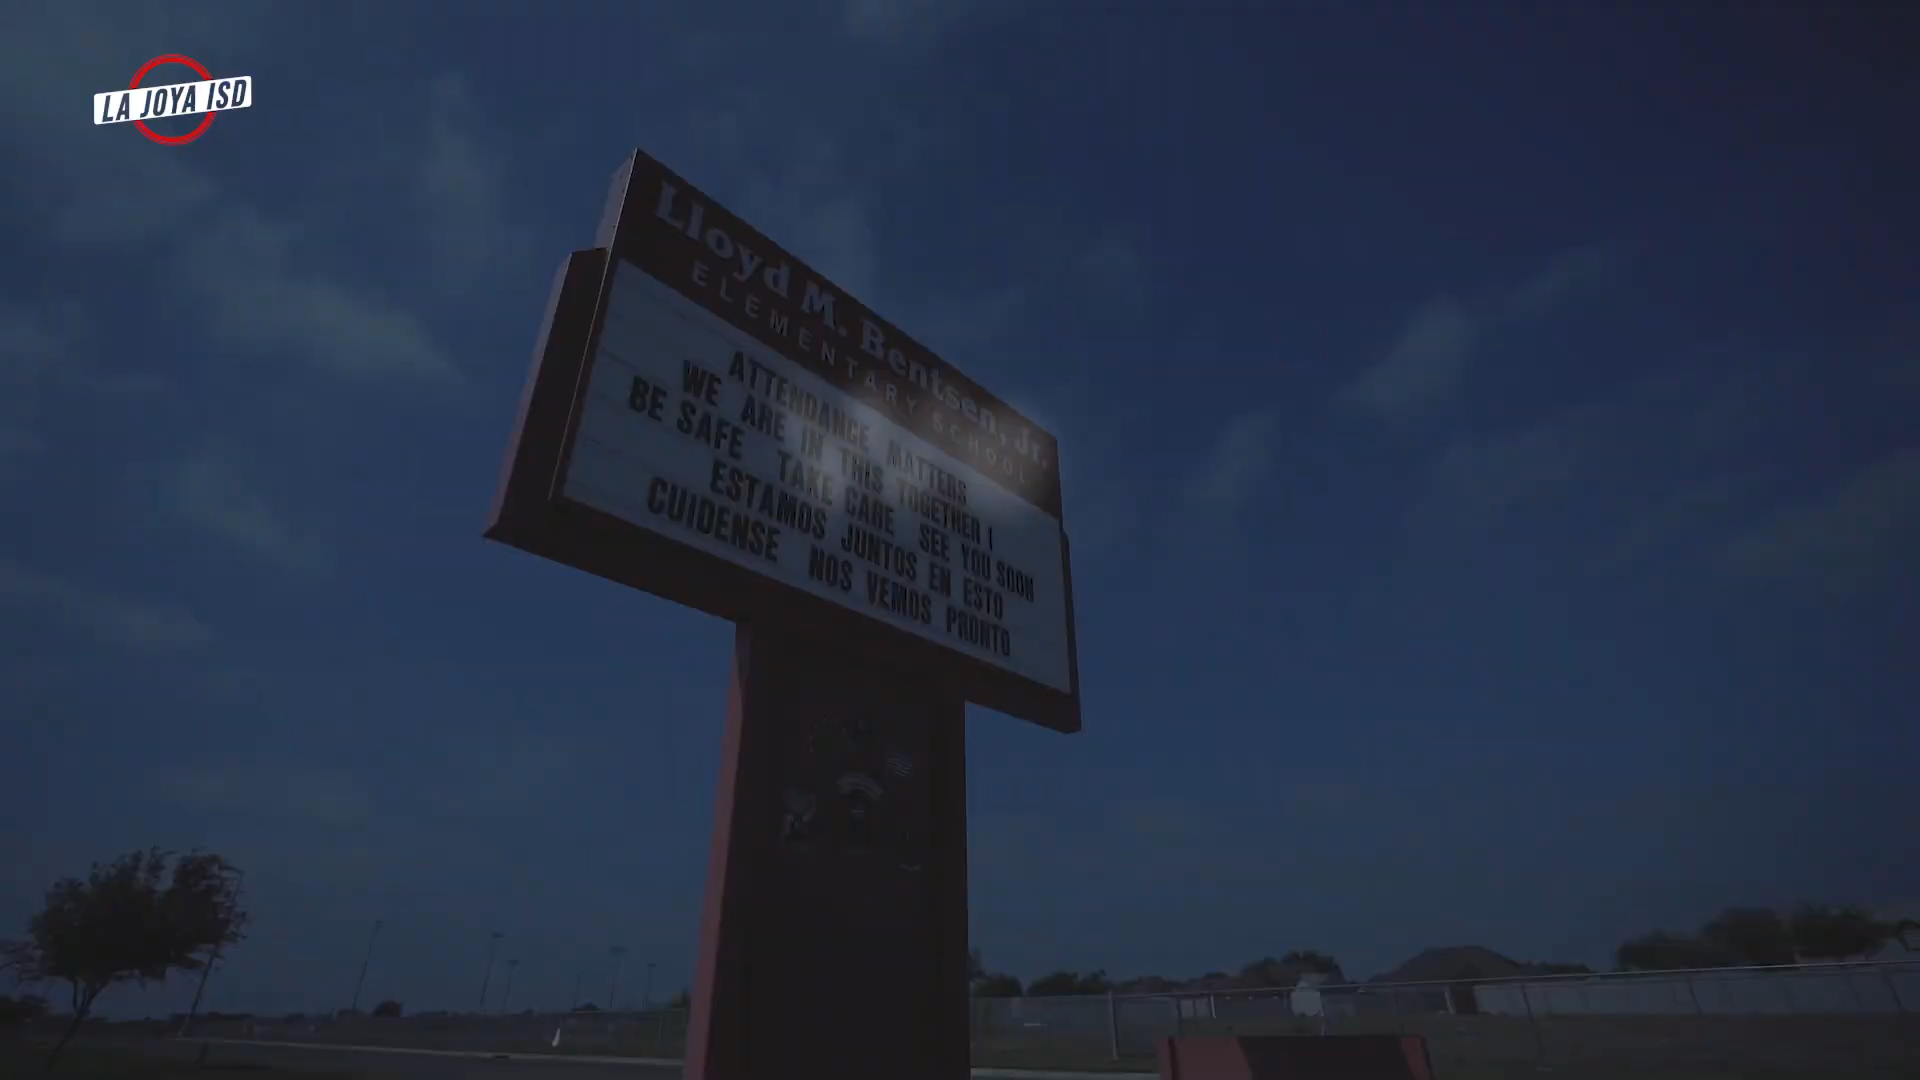 LA JOYA ISD
Lloyd M. Bentsen, Jr.
ELEMENTARY SCHOOL
ATTENDANCE MATTERS
WE ARE IN THIS TOGETHER !
BE SAFE TAKE CARE SEE YOU SOON
ESTAMOS JUNTOS EN ESTO
CUIDENSE NOS VEMOS PRONTO